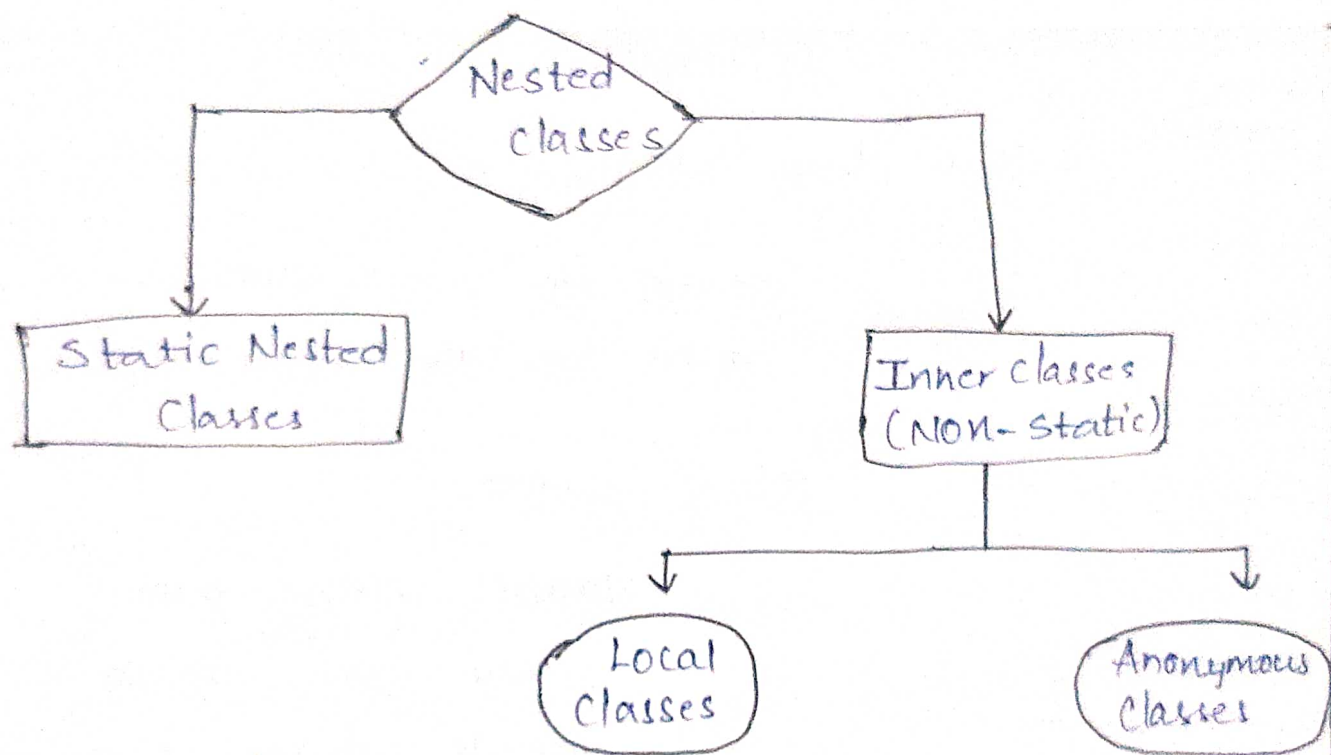 Nested
classes
Static Nested
Classes
Inner classes
(Non-static)
Local
Classes
Anonymous
classes